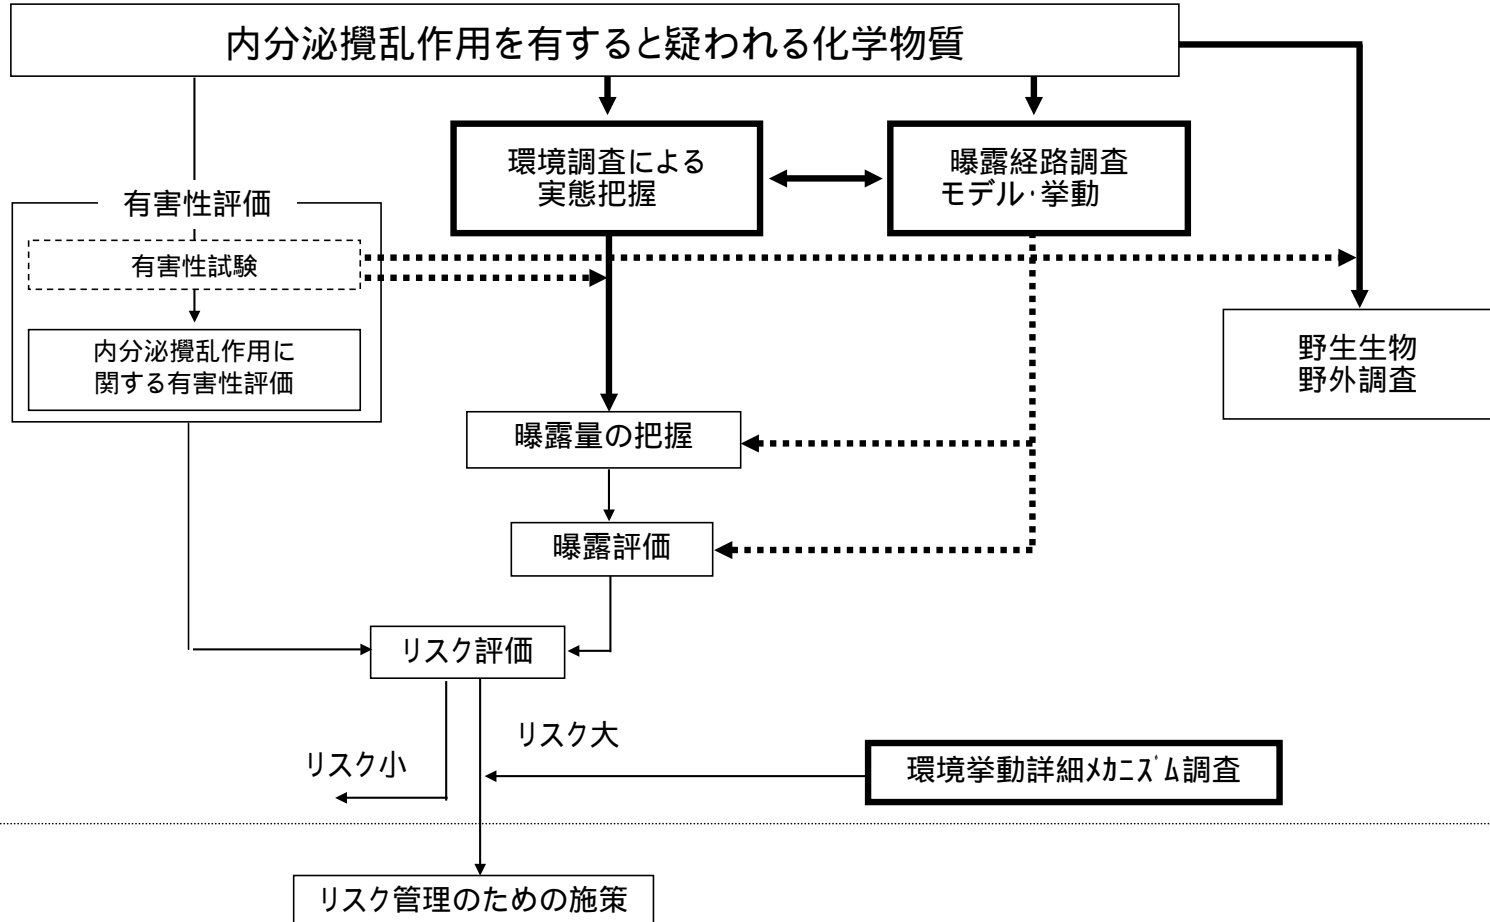 内分泌攪乱作用を有すると疑われる化学物質
環境調査による
実態把握
曝露経路調査
モデル・挙動
有害性評価
有害性試験
内分泌攪乱作用に
関する有害性評価
野生生物
野外調査
曝露量の把握
曝露評価
リスク評価
リスク大
リスク小
環境挙動詳細ﾒｶﾆｽﾞﾑ調査
リスク管理のための施策